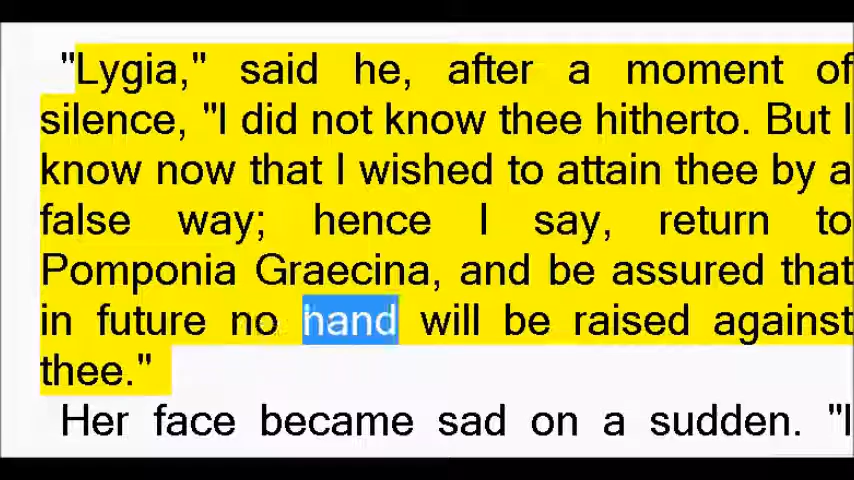 "Lygia," said he, after a moment of
silence, "I did not know thee hitherto. But I
know now that I wished to attain thee by a
false way; hence I say, return to
Pomponia Graecina, and be assured that
in future no hand will be raised against
thee."
Her face became sad on a sudden. "I